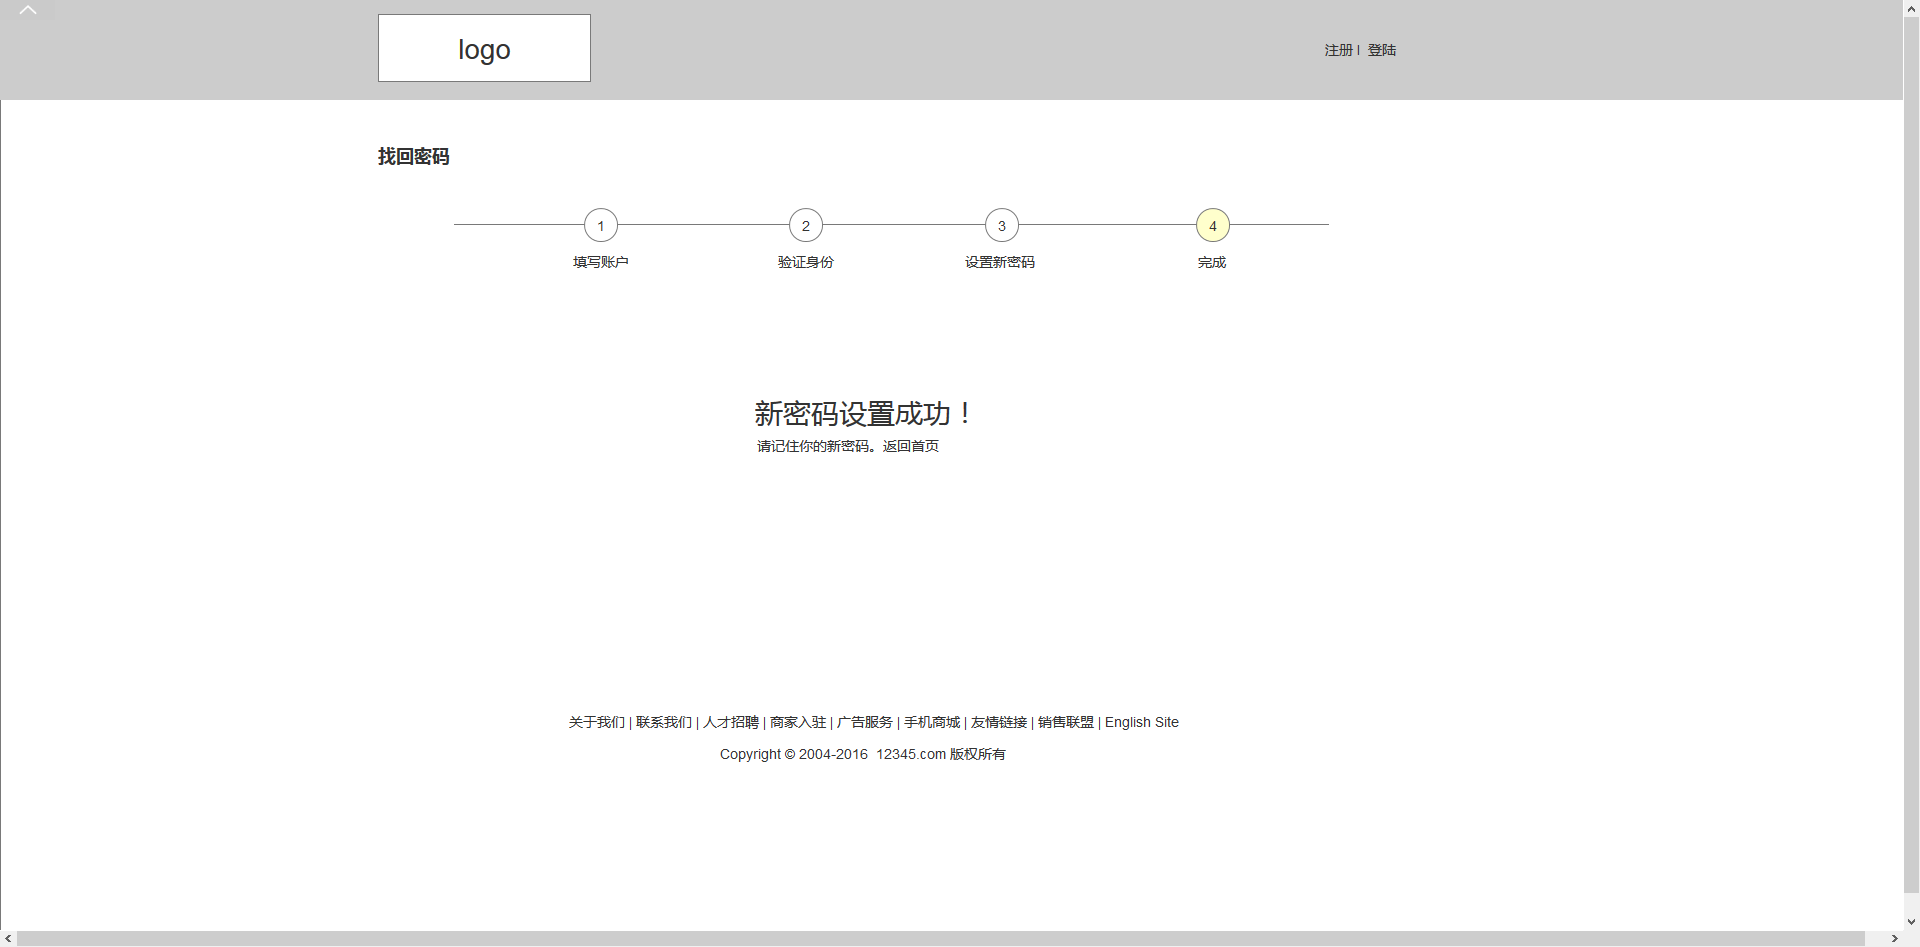 logo
注册 | 登陆
找回密码
1 2 3 4
填写账户 验证身份 设置新密码 完成
新密码设置成功！
请记住你的新密码。返回首页
关于我们 | 联系我们 | 人才招聘 | 商家入驻 | 广告服务 | 手机商城 | 友情链接 | 销售联盟 | English Site
Copyright © 2004-2016  12345.com 版权所有